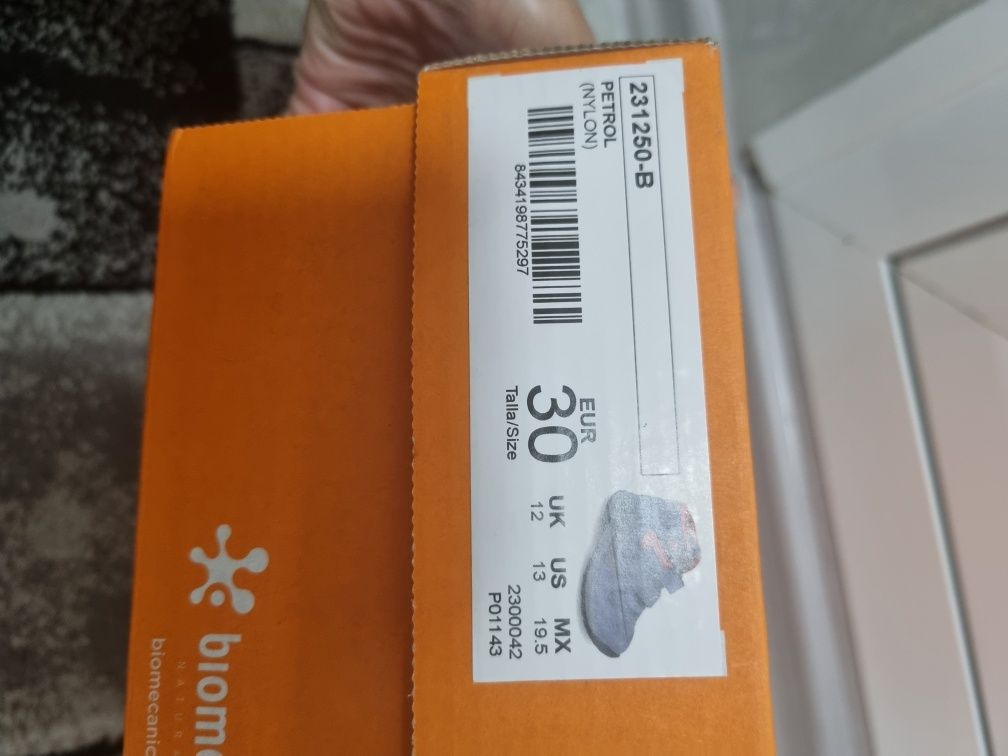 231250-B
PETROL
(NYLON)
8434198775297
EUR
30
Talla/Size
UK
12
US
13
MX
19.5
2300042
P01143
biome
NATURA
biomecanic